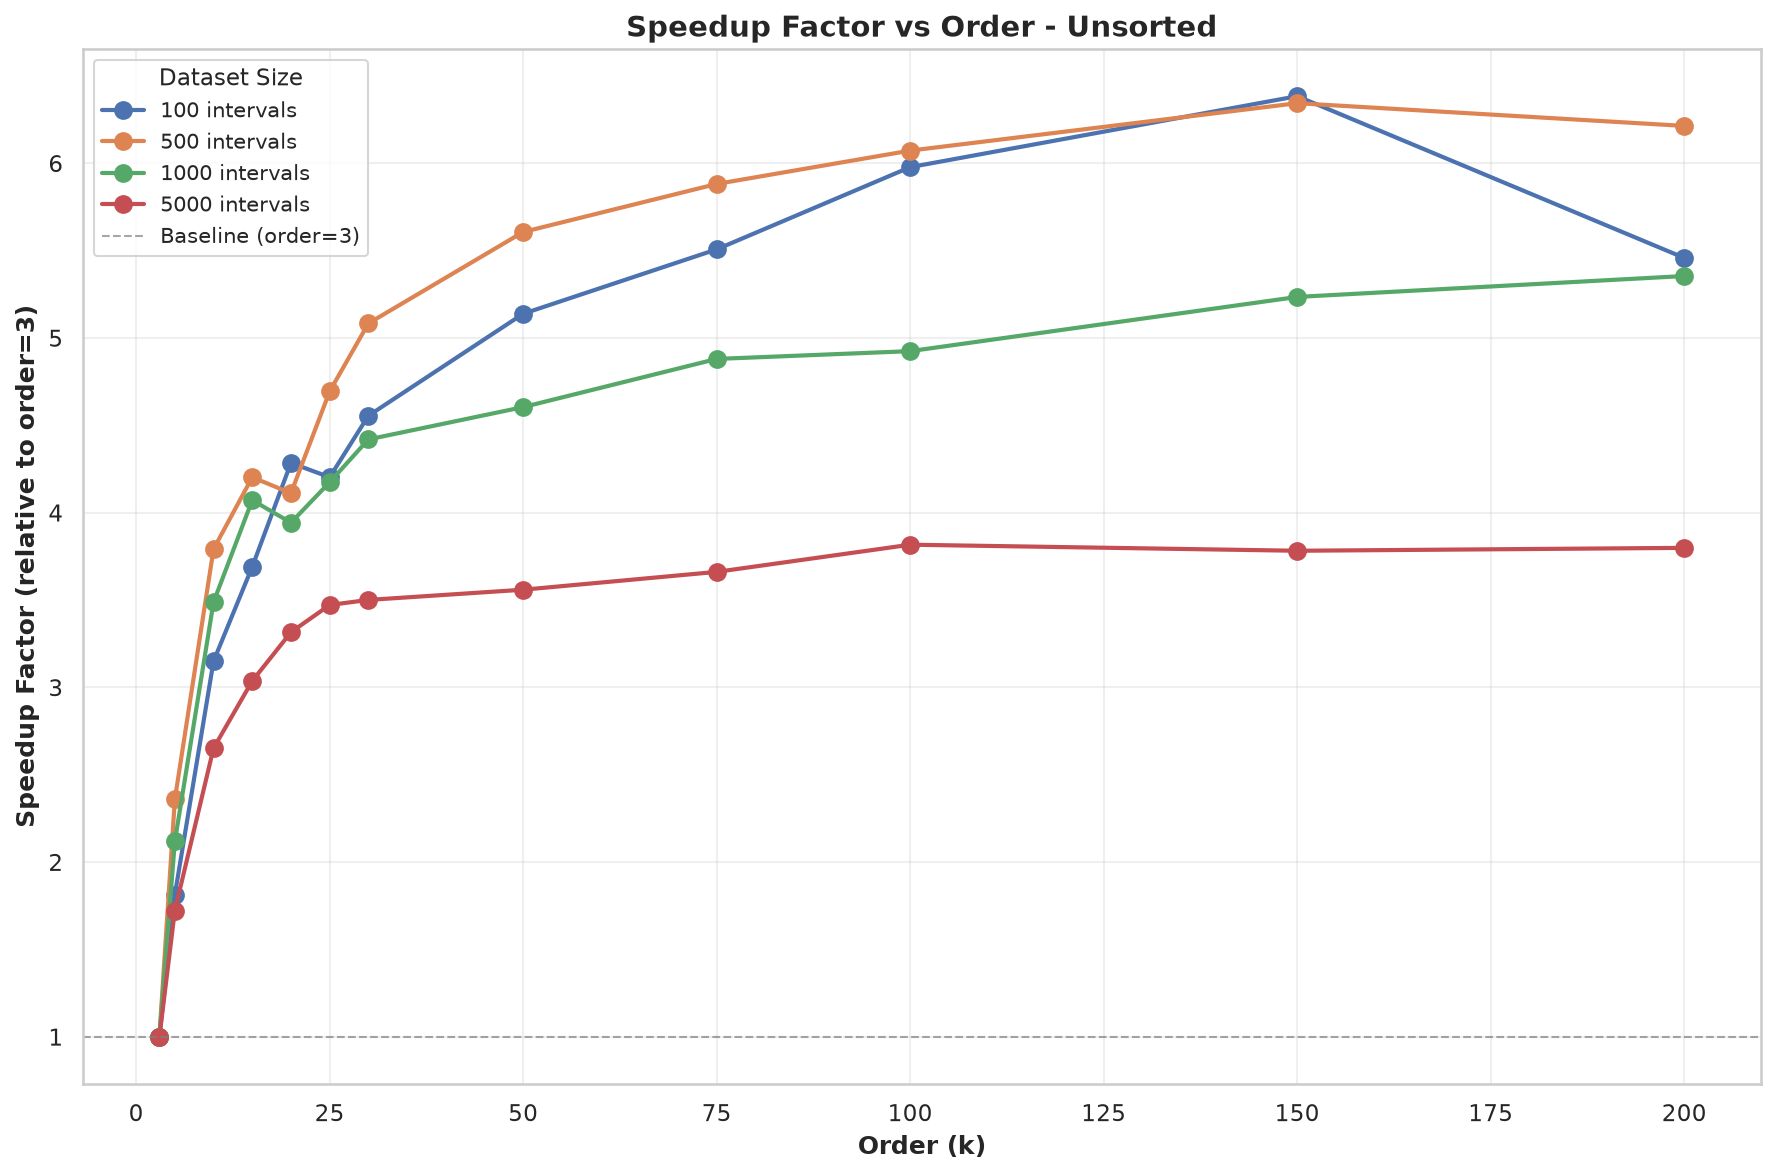 Speedup Factor vs Order - Unsorted
Dataset Size
100 intervals
500 intervals
1000 intervals
5000 intervals
Baseline (order=3)
Speedup Factor (relative to order=3)
6
5
4
3
2
1
0 25 50 75 100 125 150 175 200
Order (k)